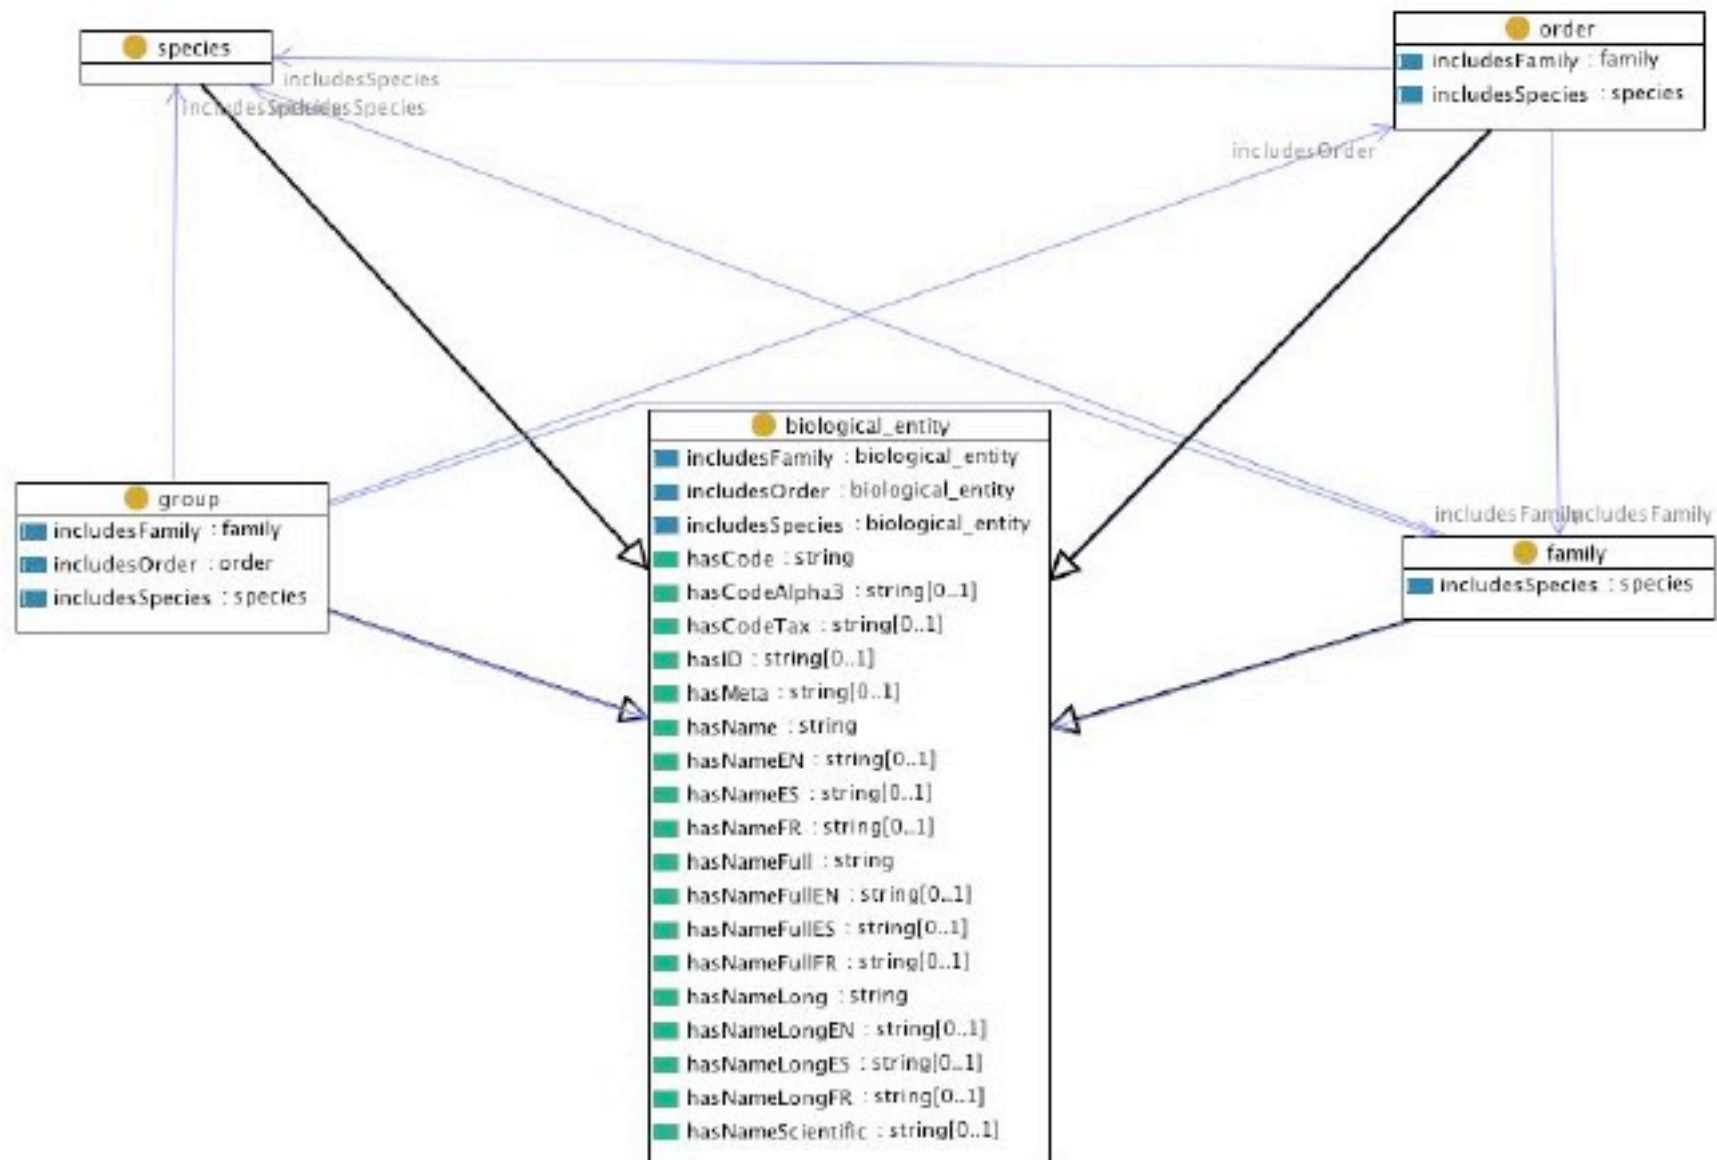 species
order
includesFamily : family
includesSpecies : species
includesSpecies
includesSpecies
includesSpecies
includesOrder
biological_entity
includesFamily : biological_entity
includesOrder : biological_entity
includesSpecies : biological_entity
hasCode : string
hasCodeAlpha3 : string[0..1]
hasCodeTax : string[0..1]
hasID : string[0..1]
hasMeta : string[0..1]
hasName : string
hasNameEN : string[0..1]
hasNameES : string[0..1]
hasNameFR : string[0..1]
hasNameFull : string
hasNameFullEN : string[0..1]
hasNameFullES : string[0..1]
hasNameFullFR : string[0..1]
hasNameLong : string
hasNameLongEN : string[0..1]
hasNameLongES : string[0..1]
hasNameLongFR : string[0..1]
hasNameScientific : string[0..1]
group
includesFamily : family
includesOrder : order
includesSpecies : species
includesFamily
includesFamily
family
includesSpecies : species